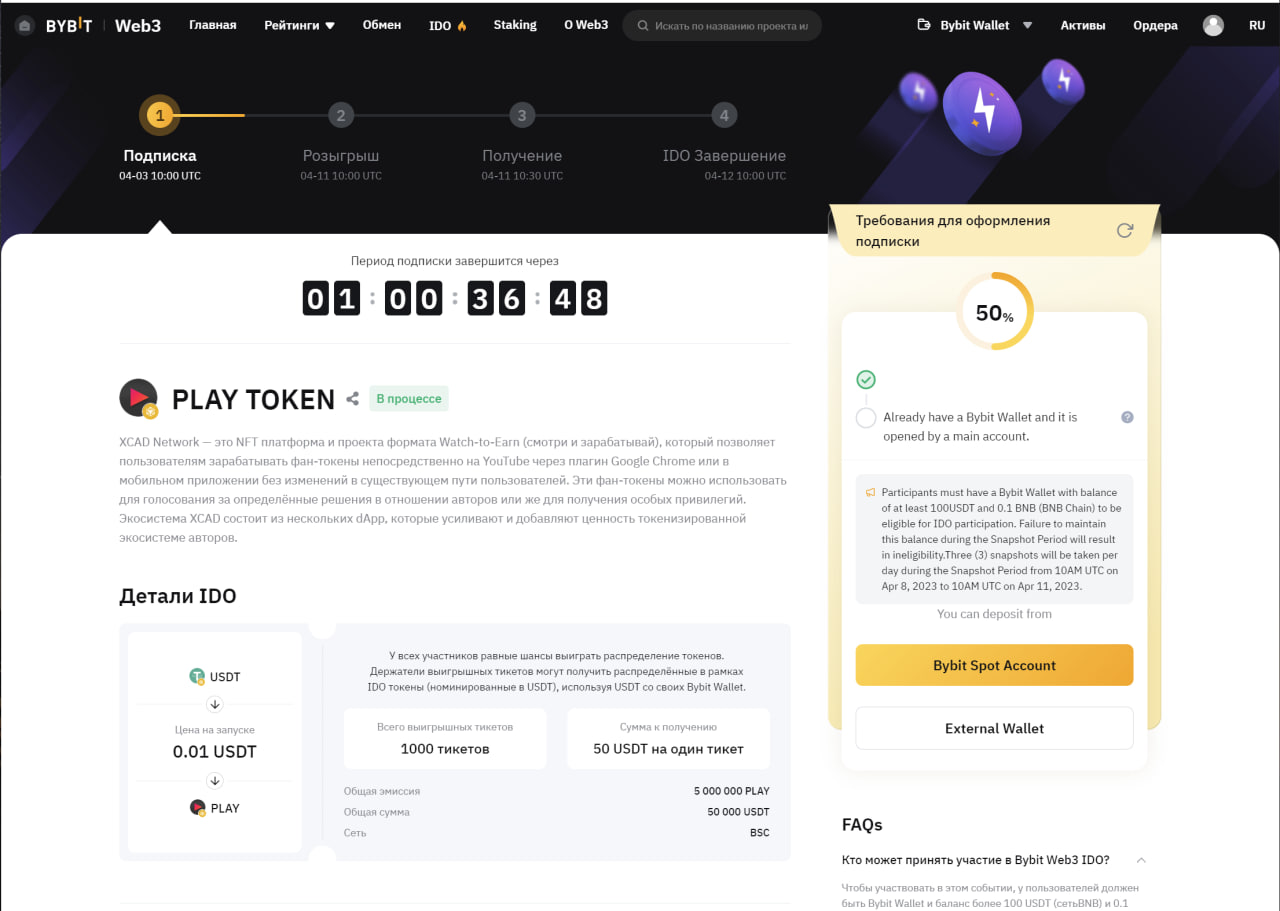 BYBIT Web3 Главная Рейтинги Обмен IDO Staking О Web3 Искать по названию проекта ил Bybit Wallet Активы Ордера RU
1 2 3 4
Подписка Розыгрыш Получение IDO Завершение
04-03 10:00 UTC 04-11 10:00 UTC 04-11 10:30 UTC 04-12 10:00 UTC
Период подписки завершится через
01 : 00 : 36 : 48
PLAY TOKEN В процессе
XCAD Network — это NFT платформа и проекта формата Watch-to-Earn (смотри и зарабатывай), который позволяет
пользователям зарабатывать фан-токены непосредственно на YouTube через плагин Google Chrome или в
мобильном приложении без изменений в существующем пути пользователей. Эти фан-токены можно использовать
для голосования за определённые решения в отношении авторов или же для получения особых привилегий.
Экосистема XCAD состоит из нескольких dApp, которые усиливают и добавляют ценность токенизированной
экосистеме авторов.
Детали IDO
USDT
Цена на запуске
0.01 USDT
PLAY
У всех участников равные шансы выиграть распределение токенов.
Держатели выигрышных тикетов могут получить распределённые в рамках
IDO токены (номинированные в USDT), используя USDT со своих Bybit Wallet.
Всего выигрышных тикетов
1000 тикетов
Сумма к получению
50 USDT на один тикет
Общая эмиссия 5 000 000 PLAY
Общая сумма 50 000 USDT
Сеть BSC
Требования для оформления
подписки
50%
Already have a Bybit Wallet and it is
opened by a main account.
Participants must have a Bybit Wallet with balance
of at least 100USDT and 0.1 BNB (BNB Chain) to be
eligible for IDO participation. Failure to maintain
this balance during the Snapshot Period will result
in ineligibility.Three (3) snapshots will be taken per
day during the Snapshot Period from 10AM UTC on
Apr 8, 2023 to 10AM UTC on Apr 11, 2023.
You can deposit from
Bybit Spot Account
External Wallet
FAQs
Кто может принять участие в Bybit Web3 IDO?
Чтобы участвовать в этом событии, у пользователей должен
быть Bybit Wallet и баланс более 100 USDT (сетьBNB) и 0.1